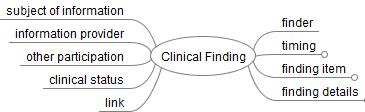 subject of information
information provider
other participation
clinical status
link
Clinical Finding
finder
timing
finding item
finding details